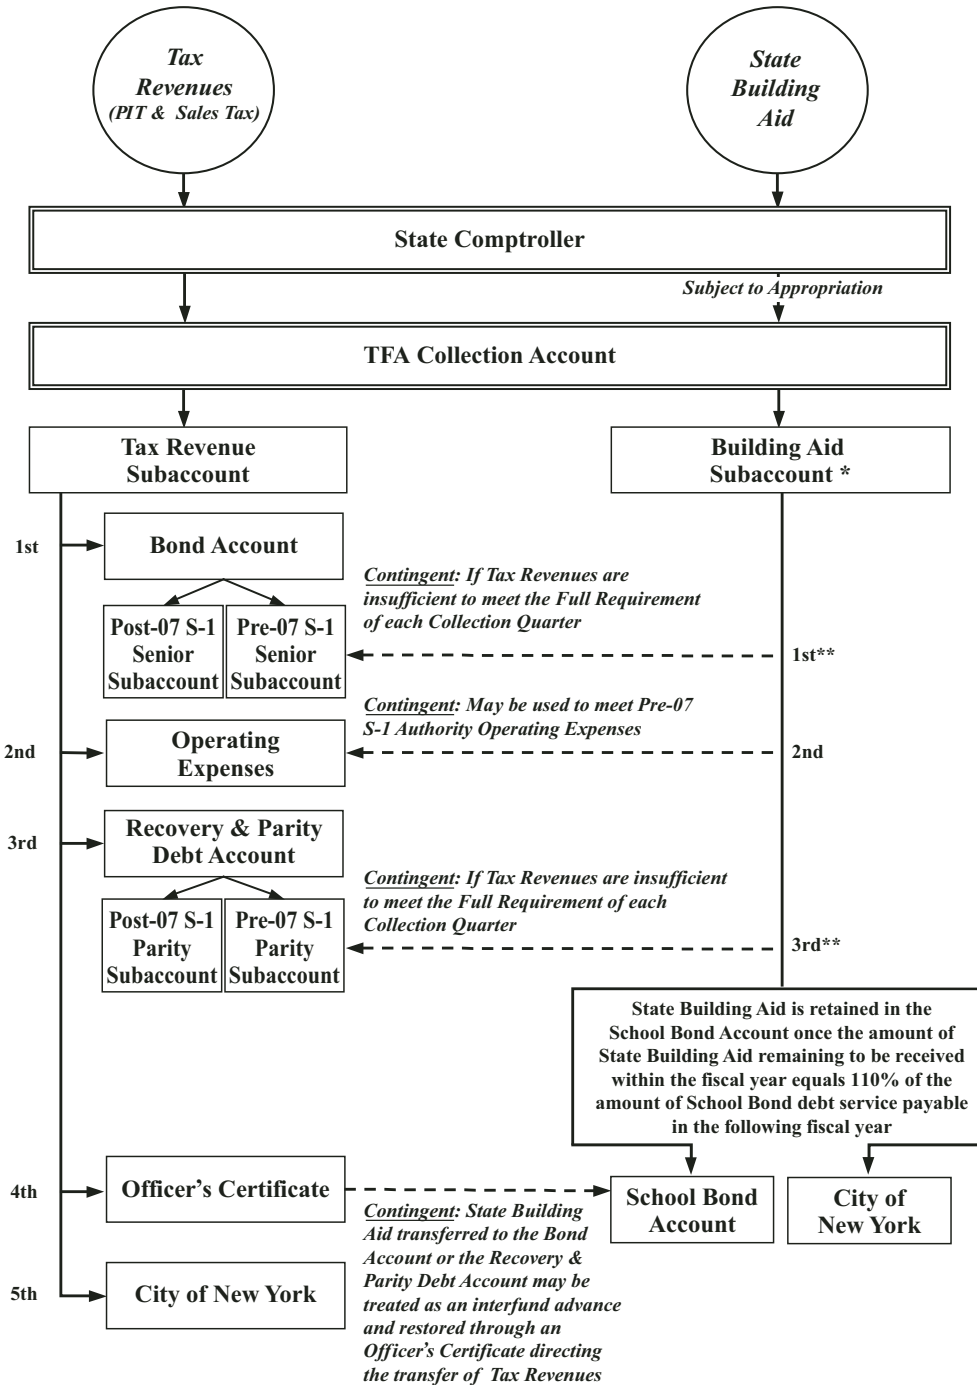 Tax
Revenues
(PIT & Sales Tax)
State
Building
Aid
State Comptroller
Subject to Appropriation
TFA Collection Account
Tax Revenue
Subaccount
Building Aid
Subaccount *
1st
Bond Account
Contingent: If Tax Revenues are
insufficient to meet the Full Requirement
of each Collection Quarter
Post-07 S-1
Senior
Subaccount
Pre-07 S-1
Senior
Subaccount
1st**
Contingent: May be used to meet Pre-07
S-1 Authority Operating Expenses
2nd
Operating
Expenses
2nd
3rd
Recovery & Parity
Debt Account
Contingent: If Tax Revenues are insufficient
to meet the Full Requirement of each
Collection Quarter
Post-07 S-1
Parity
Subaccount
Pre-07 S-1
Parity
Subaccount
3rd**
State Building Aid is retained in the
School Bond Account once the amount of
State Building Aid remaining to be received
within the fiscal year equals 110% of the
amount of School Bond debt service payable
in the following fiscal year
4th
Officer's Certificate
School Bond
Account
City of
New York
Contingent: State Building
Aid transferred to the Bond
Account or the Recovery &
Parity Debt Account may be
treated as an interfund advance
and restored through an
Officer's Certificate directing
the transfer of Tax Revenues
5th
City of New York